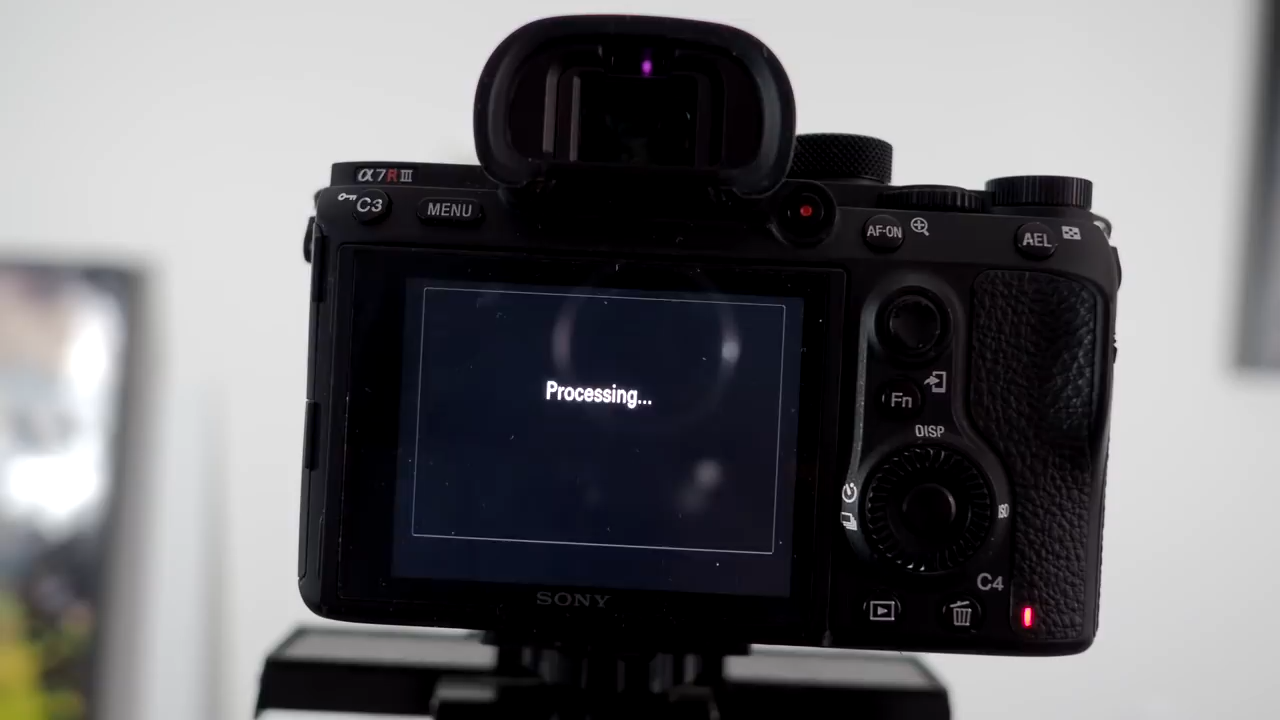 α7RIII
C3
MENU
AF-ON
AEL
Processing...
Fn
DISP
ISO
C4
SONY